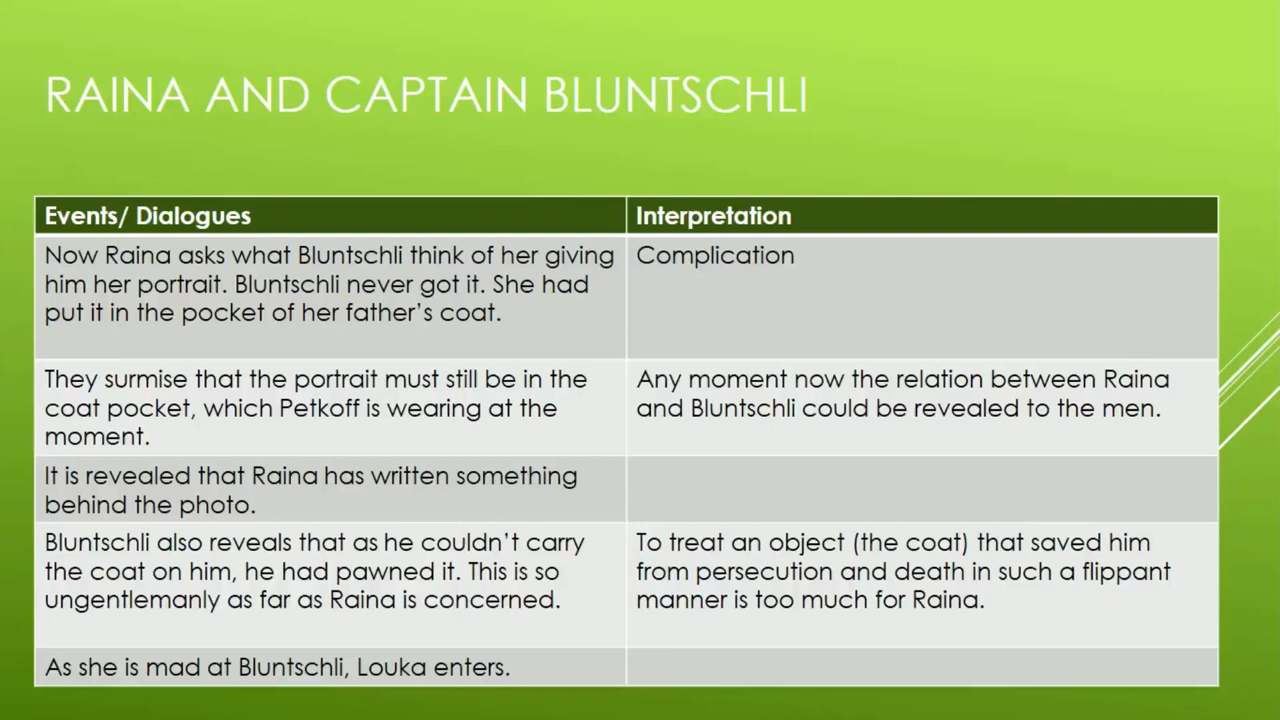 RAINA AND CAPTAIN BLUNTSCHLI
Events/ Dialogues
Interpretation
Now Raina asks what Bluntschli think of her giving
him her portrait. Bluntschli never got it. She had
put it in the pocket of her father’s coat.
Complication
They surmise that the portrait must still be in the
coat pocket, which Petkoff is wearing at the
moment.
Any moment now the relation between Raina
and Bluntschli could be revealed to the men.
It is revealed that Raina has written something
behind the photo.
Bluntschli also reveals that as he couldn’t carry
the coat on him, he had pawned it. This is so
ungentlemanly as far as Raina is concerned.
To treat an object (the coat) that saved him
from persecution and death in such a flippant
manner is too much for Raina.
As she is mad at Bluntschli, Louka enters.